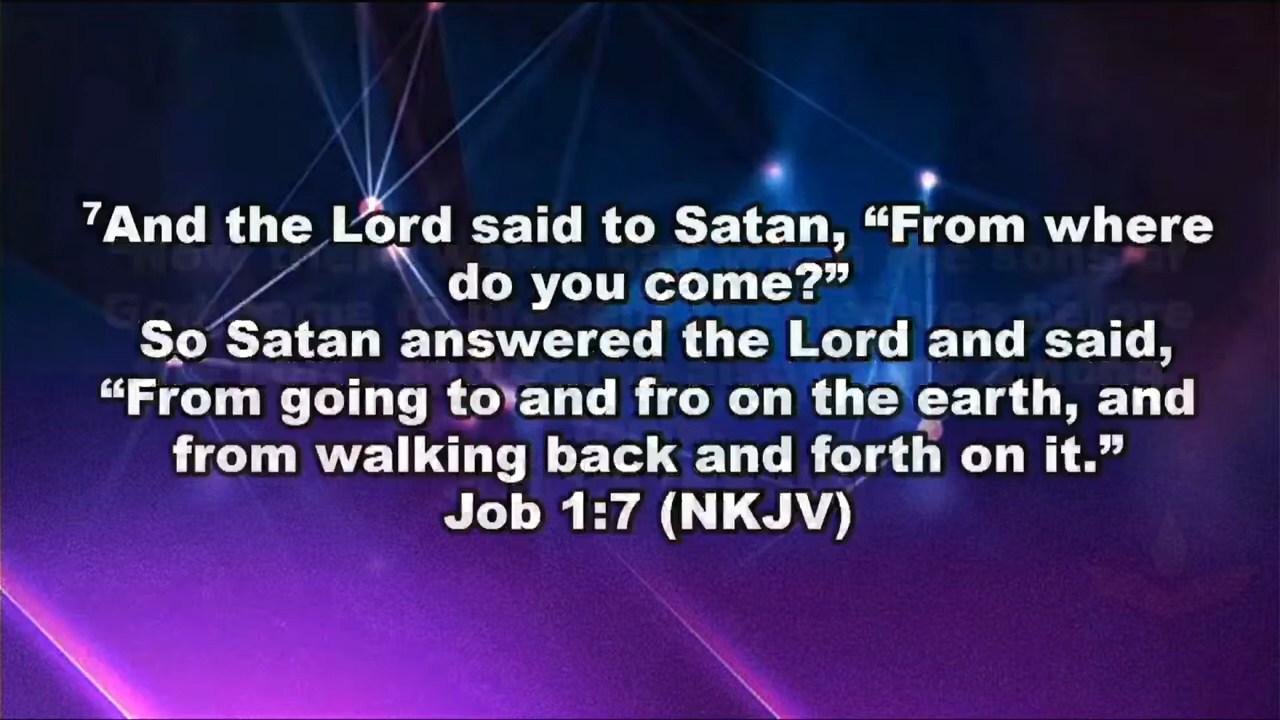 ⁷And the Lord said to Satan, “From where
do you come?”
So Satan answered the Lord and said,
“From going to and fro on the earth, and
from walking back and forth on it.”
Job 1:7 (NKJV)